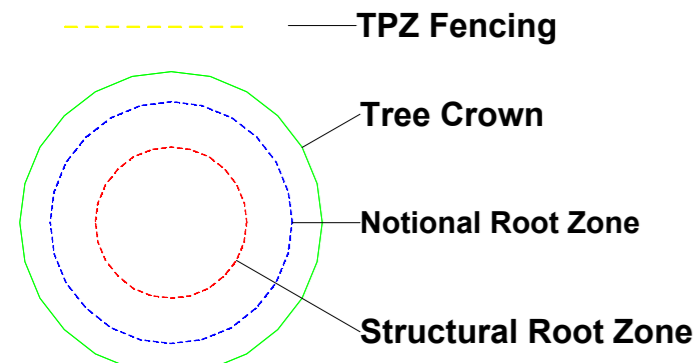 TPZ Fencing
Tree Crown
Notional Root Zone
Structural Root Zone